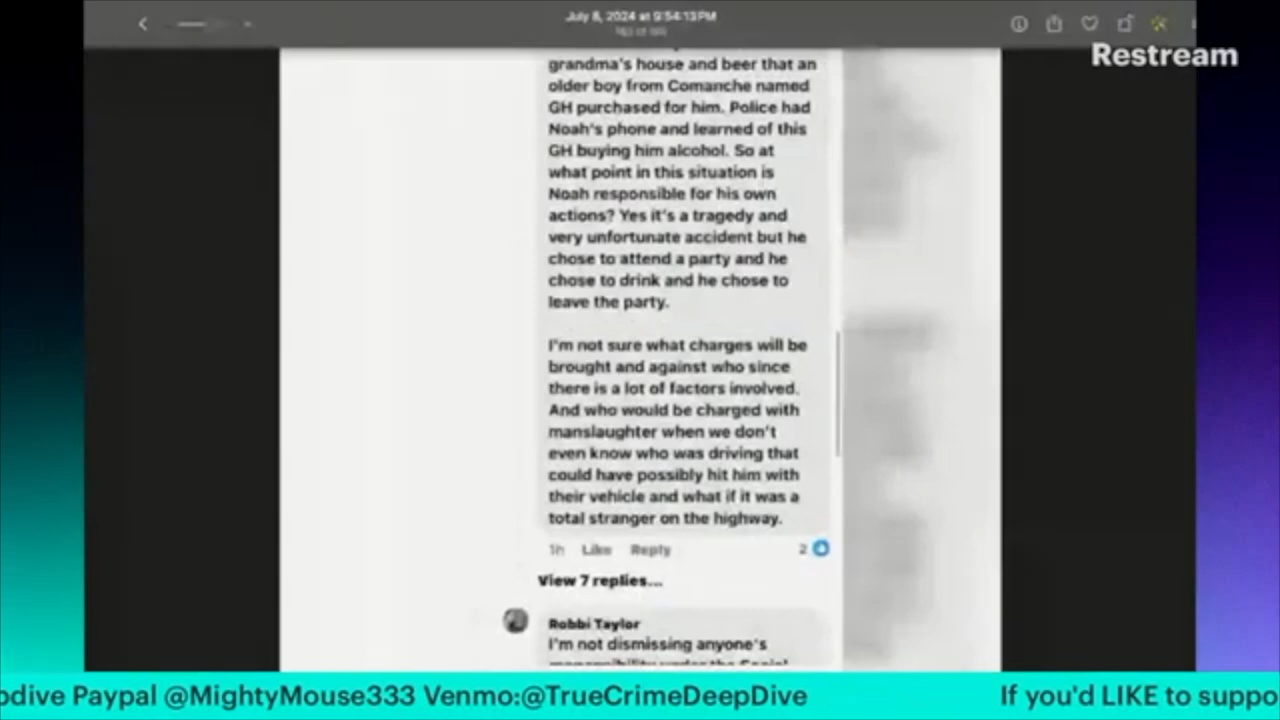 July 8, 2024 at 9:54:13 PM
Restream
grandma's house and beer that an
older boy from Comanche named
GH purchased for him. Police had
Noah's phone and learned of this
GH buying him alcohol. So at
what point in this situation is
Noah responsible for his own
actions? Yes it's a tragedy and
very unfortunate accident but he
chose to attend a party and he
chose to drink and he chose to
leave the party.
I'm not sure what charges will be
brought and against who since
there is a lot of factors involved.
And who would be charged with
manslaughter when we don't
even know who was driving that
could have possibly hit him with
their vehicle and what if it was a
total stranger on the highway.
1h Like Reply 2
View 7 replies...
Robbi Taylor
I'm not dismissing anyone's
odive Paypal @MightyMouse333 Venmo:@TrueCrimeDeepDive If you'd LIKE to suppo